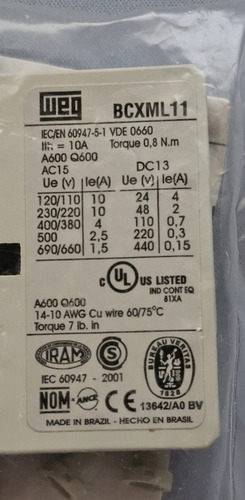 WEG BCXML11
IEC/EN 60947-5-1 VDE 0660
Ith = 10A Torque 0,8 N.m
A600 Q600
AC15 DC13
Ue (v) Ie(A) Ue (v) Ie(A)
120/110 10 24 4
230/220 10 48 2
400/380 4 110 0,7
500 2,5 220 0,3
690/660 1,5 440 0,15
c UL US LISTED
IND CONT EQ
81XA
A600 Q600
14-10 AWG Cu wire 60/75°C
Torque 7 lb. in
IRAM S BUREAU VERITAS
1828
IEC 60947 - 2001
NOM-ANCE CE 13642/A0 BV
MADE IN BRAZIL - HECHO EN BRASIL